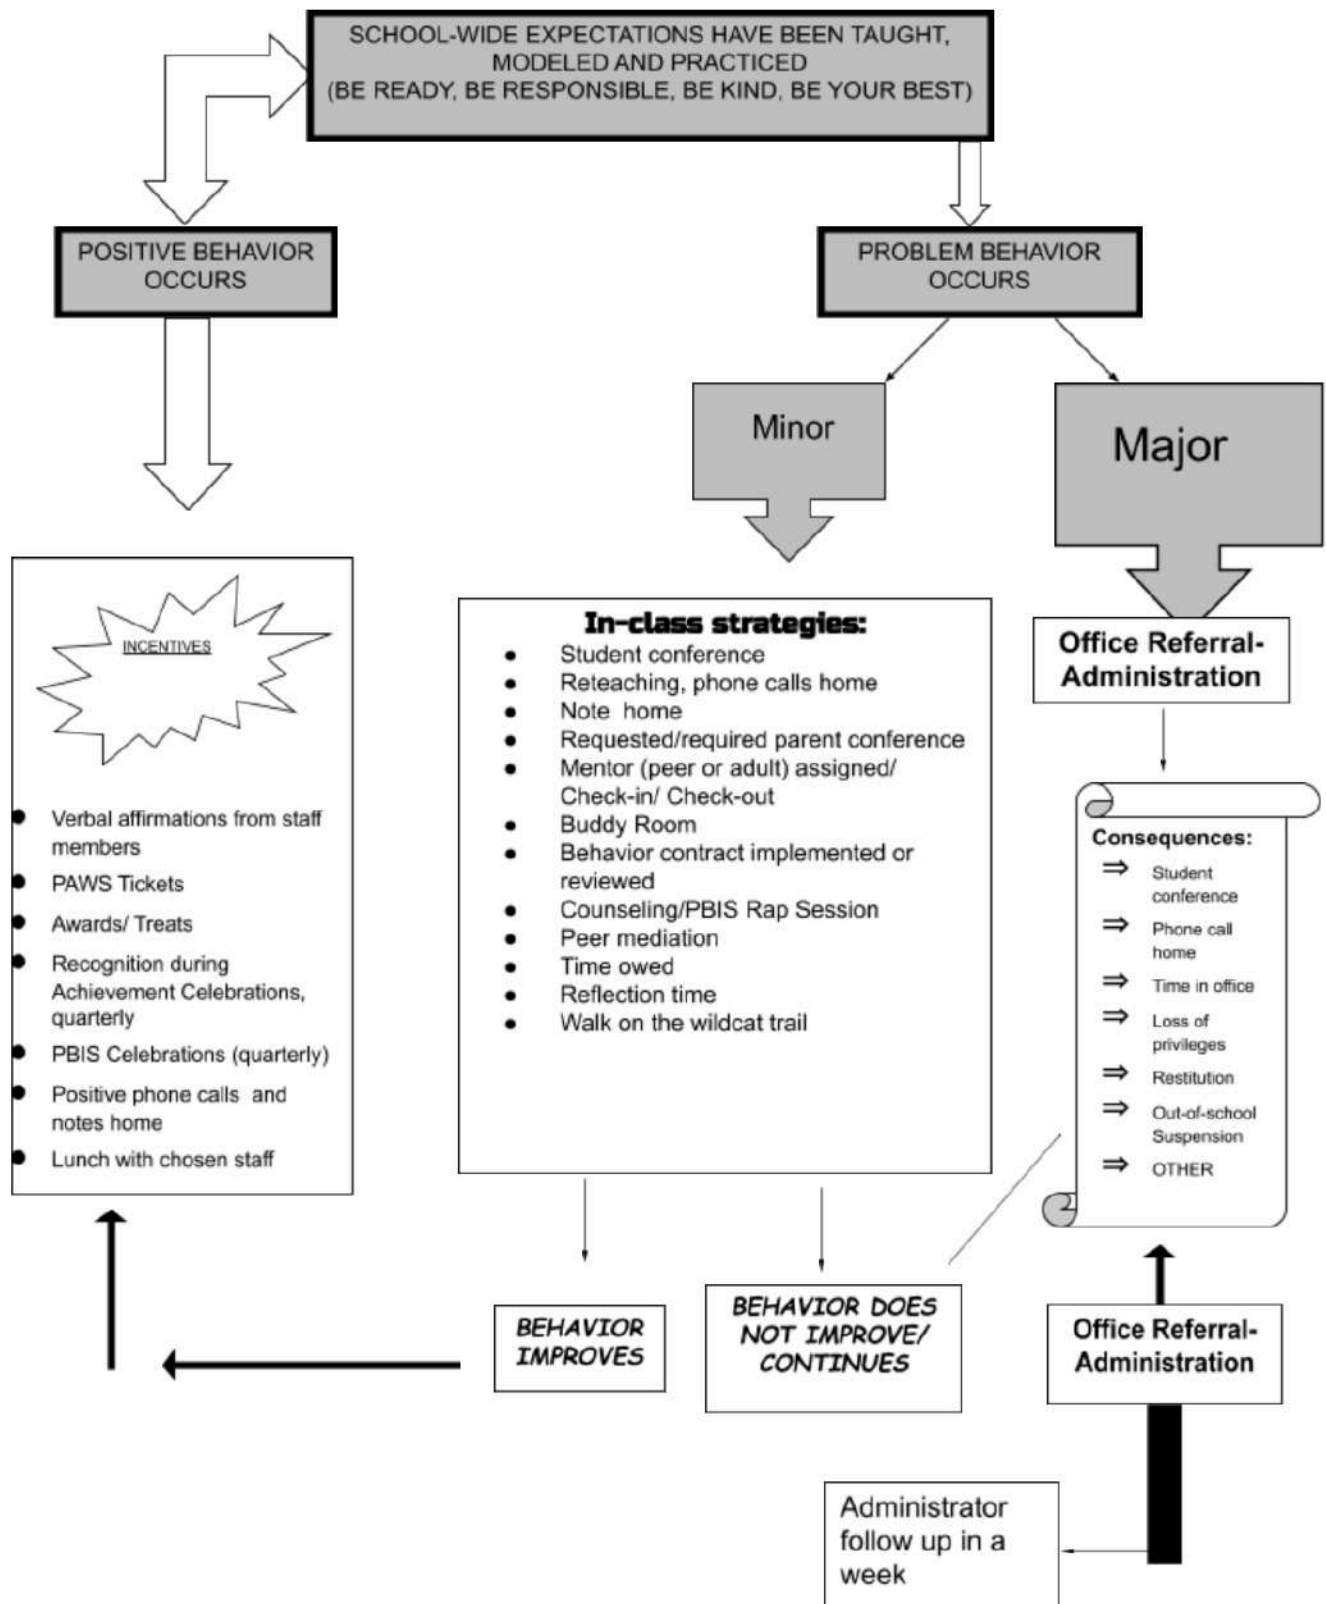 SCHOOL-WIDE EXPECTATIONS HAVE BEEN TAUGHT,
MODELED AND PRACTICED
(BE READY, BE RESPONSIBLE, BE KIND, BE YOUR BEST)
POSITIVE BEHAVIOR
OCCURS
PROBLEM BEHAVIOR
OCCURS
Minor
Major
INCENTIVES
Verbal affirmations from staff
members
PAWS Tickets
Awards/ Treats
Recognition during
Achievement Celebrations,
quarterly
PBIS Celebrations (quarterly)
Positive phone calls and
notes home
Lunch with chosen staff
In-class strategies:
Student conference
Reteaching, phone calls home
Note home
Requested/required parent conference
Mentor (peer or adult) assigned/
Check-in/ Check-out
Buddy Room
Behavior contract implemented or
reviewed
Counseling/PBIS Rap Session
Peer mediation
Time owed
Reflection time
Walk on the wildcat trail
Office Referral-
Administration
Consequences:
Student
conference
Phone call
home
Time in office
Loss of
privileges
Restitution
Out-of-school
Suspension
OTHER
BEHAVIOR
IMPROVES
BEHAVIOR DOES
NOT IMPROVE/
CONTINUES
Office Referral-
Administration
Administrator
follow up in a
week